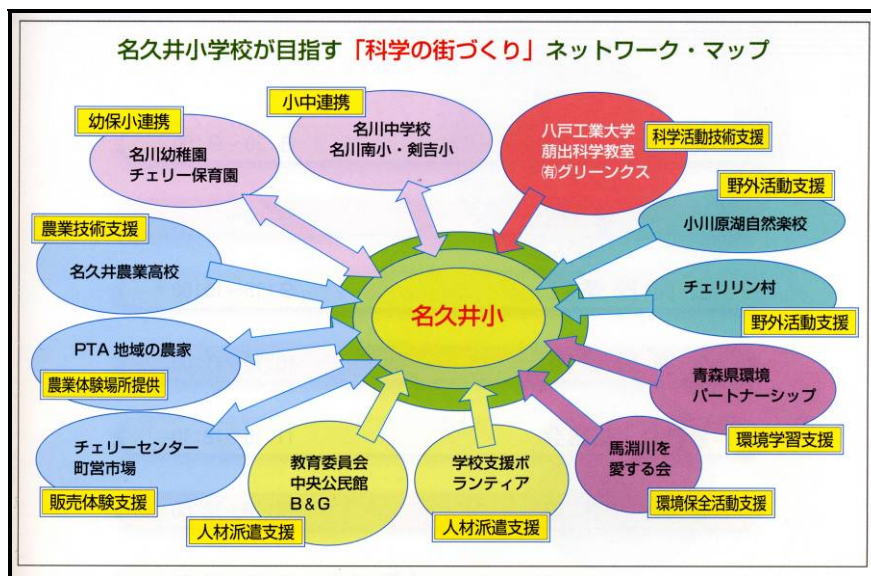 名久井小学校が目指す「科学の街づくり」ネットワーク・マップ
幼保小連携
名川幼稚園
チェリー保育園
小中連携
名川中学校
名川南小・剣吉小
八戸工業大学
萠出科学教室
㈲グリーンクス
科学活動技術支援
野外活動支援
小川原湖自然楽校
農業技術支援
名久井農業高校
チェリリン村
野外活動支援
名久井小
PTA 地域の農家
農業体験場所提供
青森県環境
パートナーシップ
環境学習支援
チェリーセンター
町営市場
販売体験支援
教育委員会
中央公民館
B&G
人材派遣支援
学校支援ボ
ランティア
人材派遣支援
馬淵川を
愛する会
環境保全活動支援